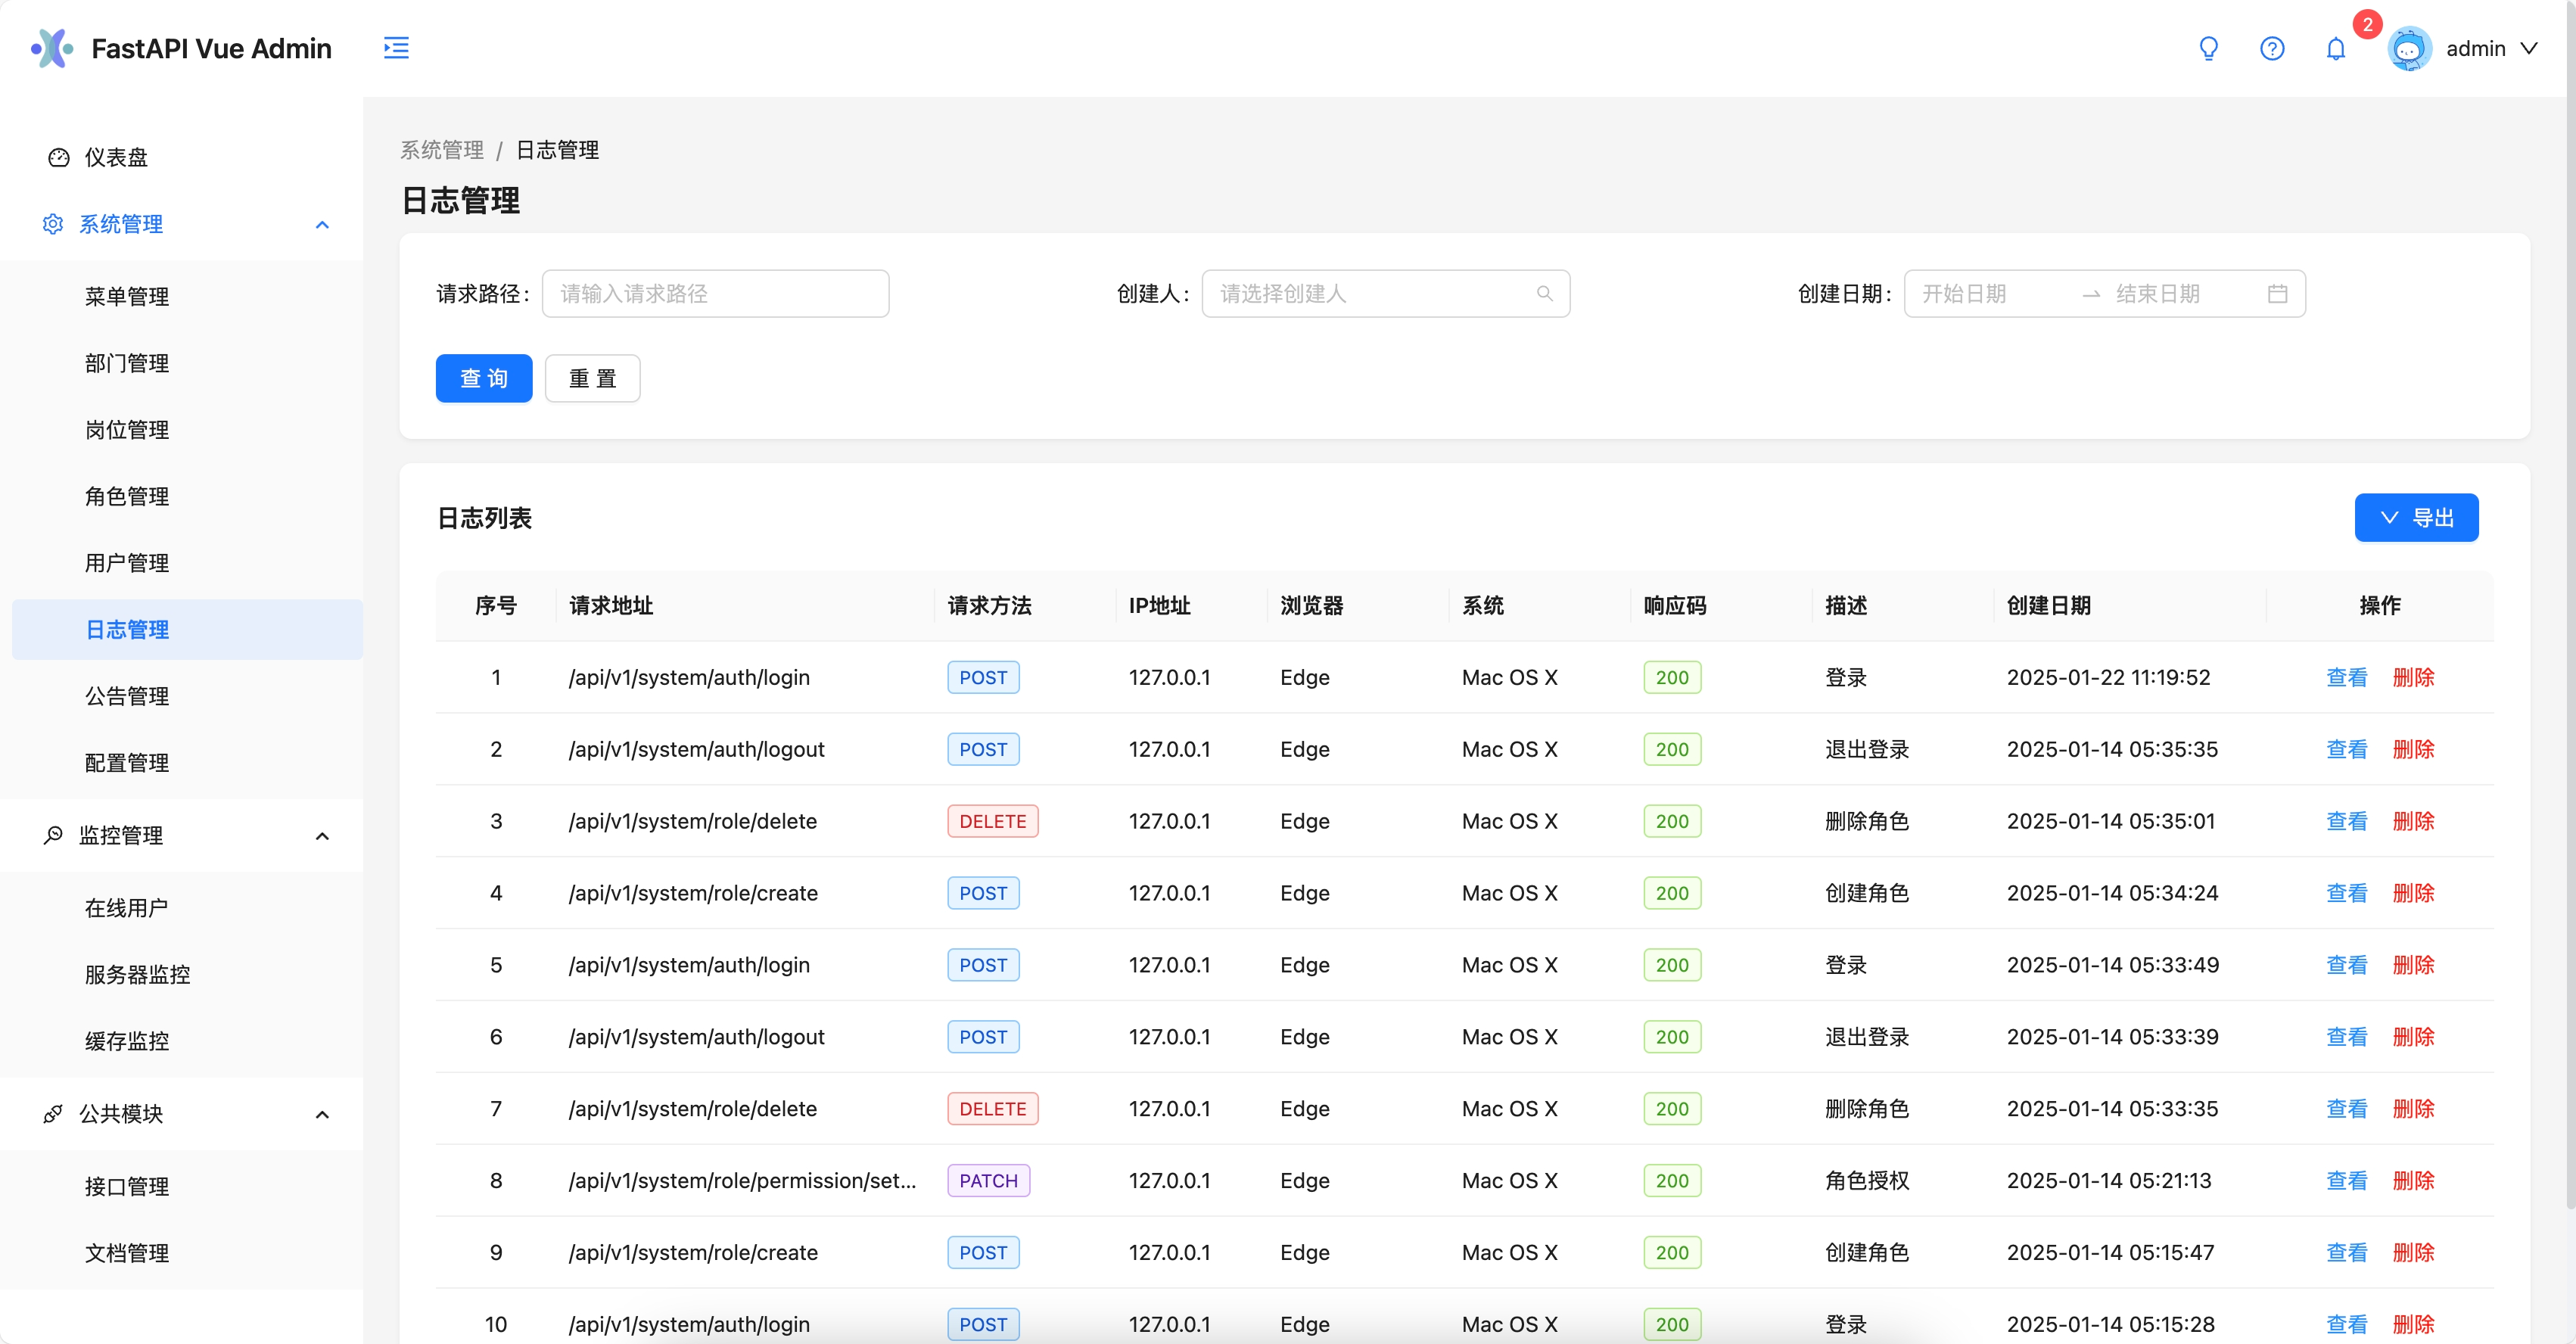 FastAPI Vue Admin
2
admin
仪表盘
系统管理
菜单管理
部门管理
岗位管理
角色管理
用户管理
日志管理
公告管理
配置管理
监控管理
在线用户
服务器监控
缓存监控
公共模块
接口管理
文档管理
系统管理 / 日志管理
日志管理
请求路径: 请输入请求路径 创建人: 请选择创建人 创建日期: 开始日期 → 结束日期
查 询 重 置
日志列表 导出
序号 请求地址 请求方法 IP地址 浏览器 系统 响应码 描述 创建日期 操作
1 /api/v1/system/auth/login POST 127.0.0.1 Edge Mac OS X 200 登录 2025-01-22 11:19:52 查看 删除
2 /api/v1/system/auth/logout POST 127.0.0.1 Edge Mac OS X 200 退出登录 2025-01-14 05:35:35 查看 删除
3 /api/v1/system/role/delete DELETE 127.0.0.1 Edge Mac OS X 200 删除角色 2025-01-14 05:35:01 查看 删除
4 /api/v1/system/role/create POST 127.0.0.1 Edge Mac OS X 200 创建角色 2025-01-14 05:34:24 查看 删除
5 /api/v1/system/auth/login POST 127.0.0.1 Edge Mac OS X 200 登录 2025-01-14 05:33:49 查看 删除
6 /api/v1/system/auth/logout POST 127.0.0.1 Edge Mac OS X 200 退出登录 2025-01-14 05:33:39 查看 删除
7 /api/v1/system/role/delete DELETE 127.0.0.1 Edge Mac OS X 200 删除角色 2025-01-14 05:33:35 查看 删除
8 /api/v1/system/role/permission/set... PATCH 127.0.0.1 Edge Mac OS X 200 角色授权 2025-01-14 05:21:13 查看 删除
9 /api/v1/system/role/create POST 127.0.0.1 Edge Mac OS X 200 创建角色 2025-01-14 05:15:47 查看 删除
10 /api/v1/system/auth/login POST 127.0.0.1 Edge Mac OS X 200 登录 2025-01-14 05:15:28 查看 删除